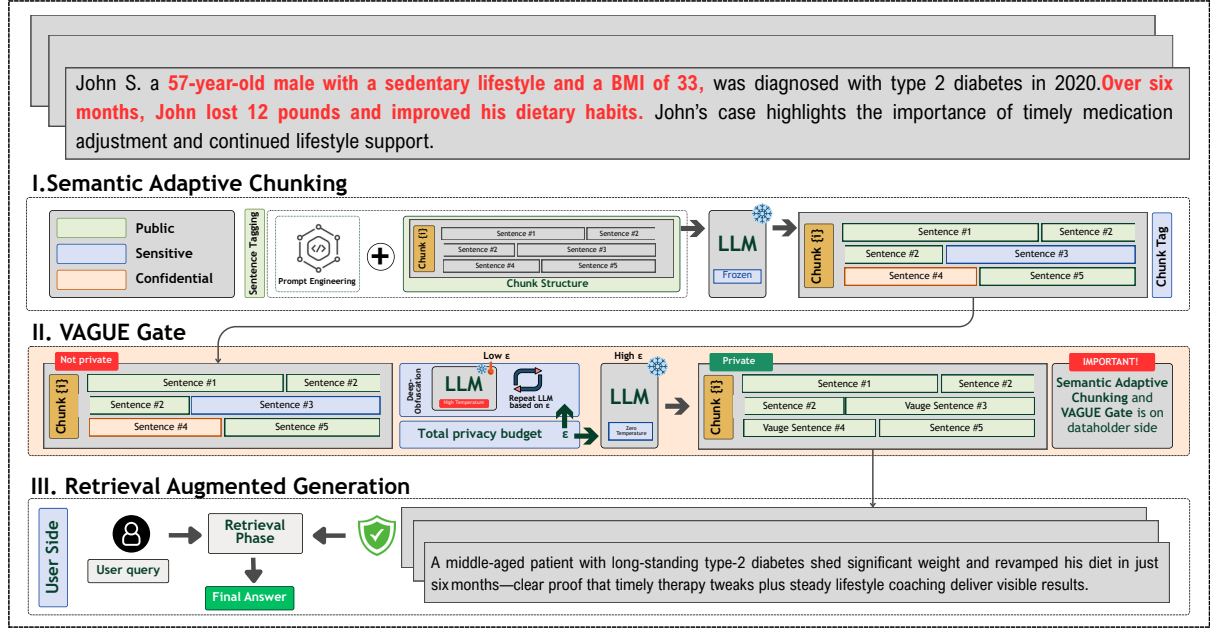 John S. a 57-year-old male with a sedentary lifestyle and a BMI of 33, was diagnosed with type 2 diabetes in 2020.Over six
months, John lost 12 pounds and improved his dietary habits. John's case highlights the importance of timely medication
adjustment and continued lifestyle support.
I.Semantic Adaptive Chunking
Public
Sensitive
Confidential
Sentence Tagging
Prompt Engineering
Chunk {i}
Sentence #1
Sentence #2
Sentence #2
Sentence #3
Sentence #4
Sentence #5
Chunk Structure
LLM
Frozen
Chunk {i}
Sentence #1
Sentence #2
Sentence #2
Sentence #3
Sentence #4
Sentence #5
Chunk Tag
II. VAGUE Gate
Not private
Chunk {i}
Sentence #1
Sentence #2
Sentence #2
Sentence #3
Sentence #4
Sentence #5
Low ε
Deep-
Obfuscation
LLM
High Temperature
Repeat LLM
based on ε
Total privacy budget
ε
High ε
LLM
Zero
Temperature
Private
Chunk {i}
Sentence #1
Sentence #2
Sentence #2
Vauge Sentence #3
Vauge Sentence #4
Sentence #5
IMPORTANT!
Semantic Adaptive
Chunking and
VAGUE Gate is on
dataholder side
III. Retrieval Augmented Generation
User Side
User query
Retrieval
Phase
Final Answer
A middle-aged patient with long-standing type-2 diabetes shed significant weight and revamped his diet in just
six months—clear proof that timely therapy tweaks plus steady lifestyle coaching deliver visible results.